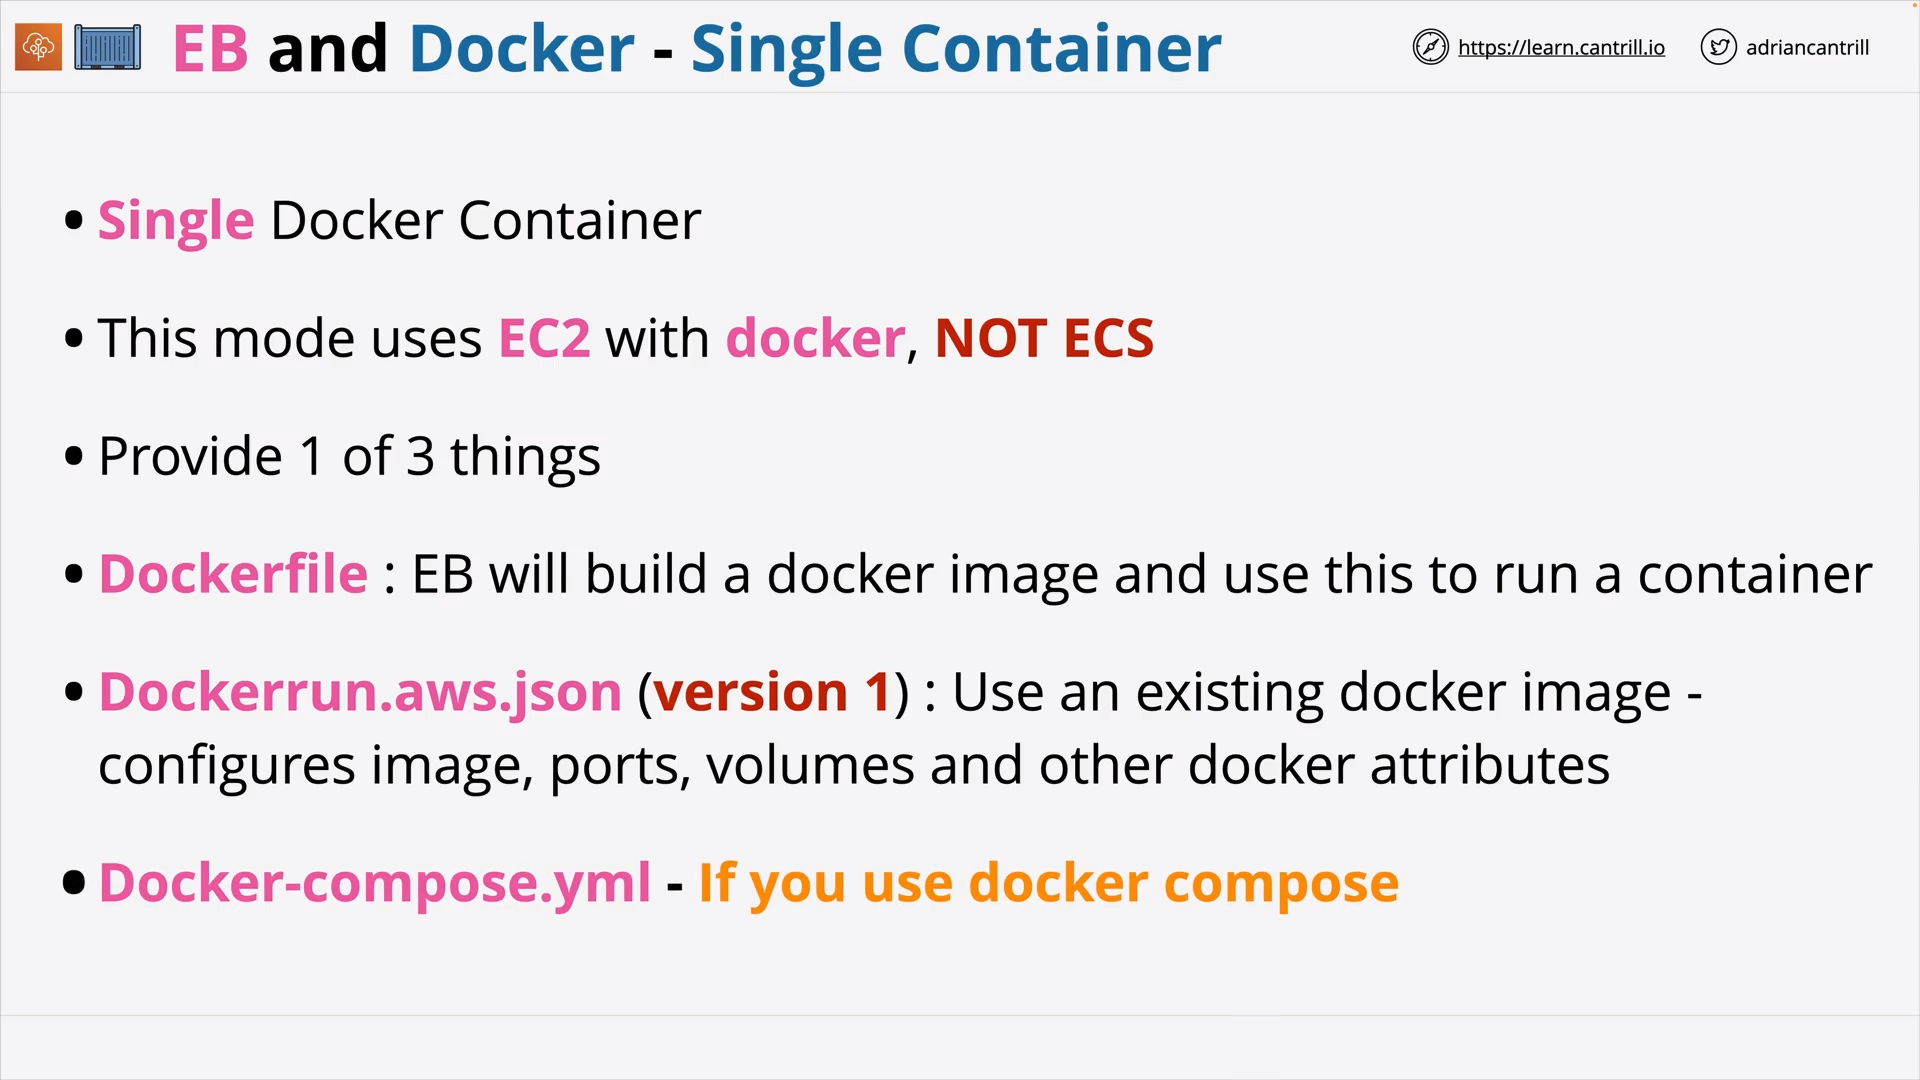 EB and Docker - Single Container
https://learn.cantrill.io
adriancantrill
• Single Docker Container
• This mode uses EC2 with docker, NOT ECS
• Provide 1 of 3 things
• Dockerfile : EB will build a docker image and use this to run a container
• Dockerrun.aws.json (version 1) : Use an existing docker image -
configures image, ports, volumes and other docker attributes
• Docker-compose.yml - If you use docker compose